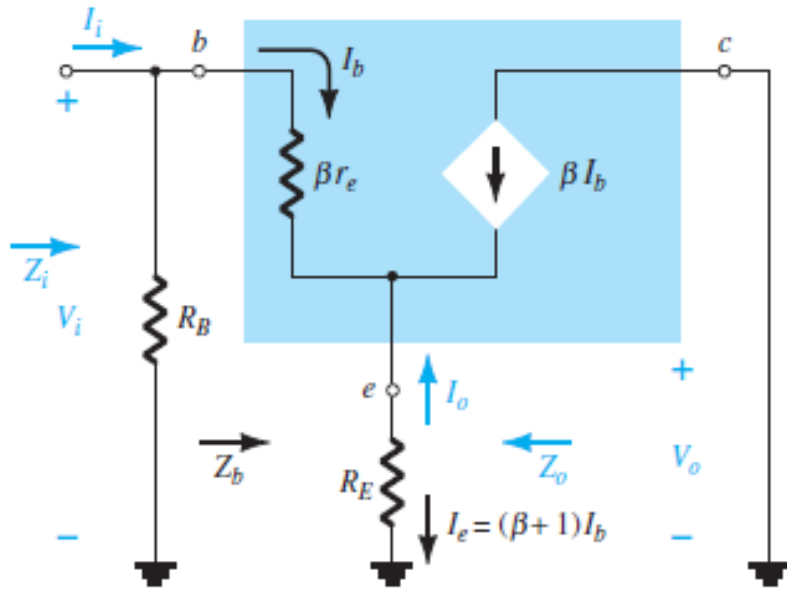 I_i
b
c
+
I_b
βr_e
βI_b
Z_i
V_i
R_B
e
I_o
+
Z_b
R_E
Z_o
V_o
I_e = (β + 1)I_b
−
−